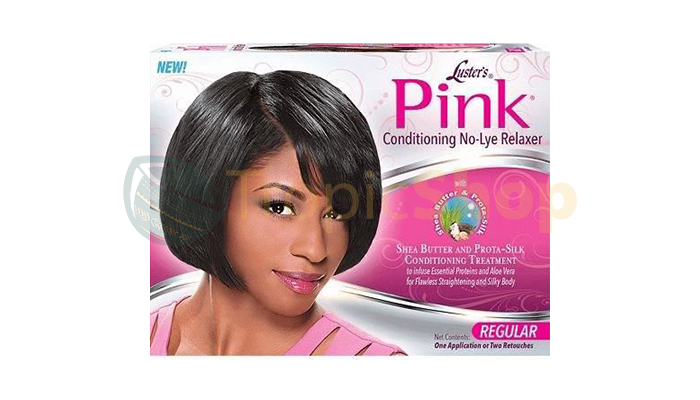 NEW!
Luster's®
Pink®
Conditioning No-Lye Relaxer
with
Shea Butter & Prota-Silk
SHEA BUTTER AND PROTA-SILK
CONDITIONING TREATMENT
to infuse Essential Proteins and Aloe Vera
for Flawless Straightening and Silky Body
REGULAR
Net Contents:
One Application or Two Retouches